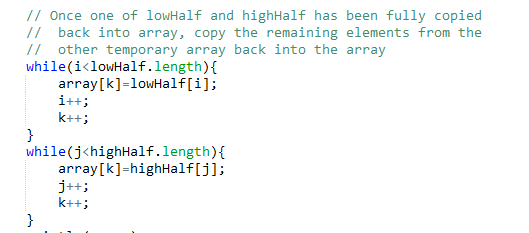 // Once one of lowHalf and highHalf has been fully copied
//  back into array, copy the remaining elements from the
//  other temporary array back into the array
while(i<lowHalf.length){
    array[k]=lowHalf[i];
    i++;
    k++;
}
while(j<highHalf.length){
    array[k]=highHalf[j];
    j++;
    k++;
}